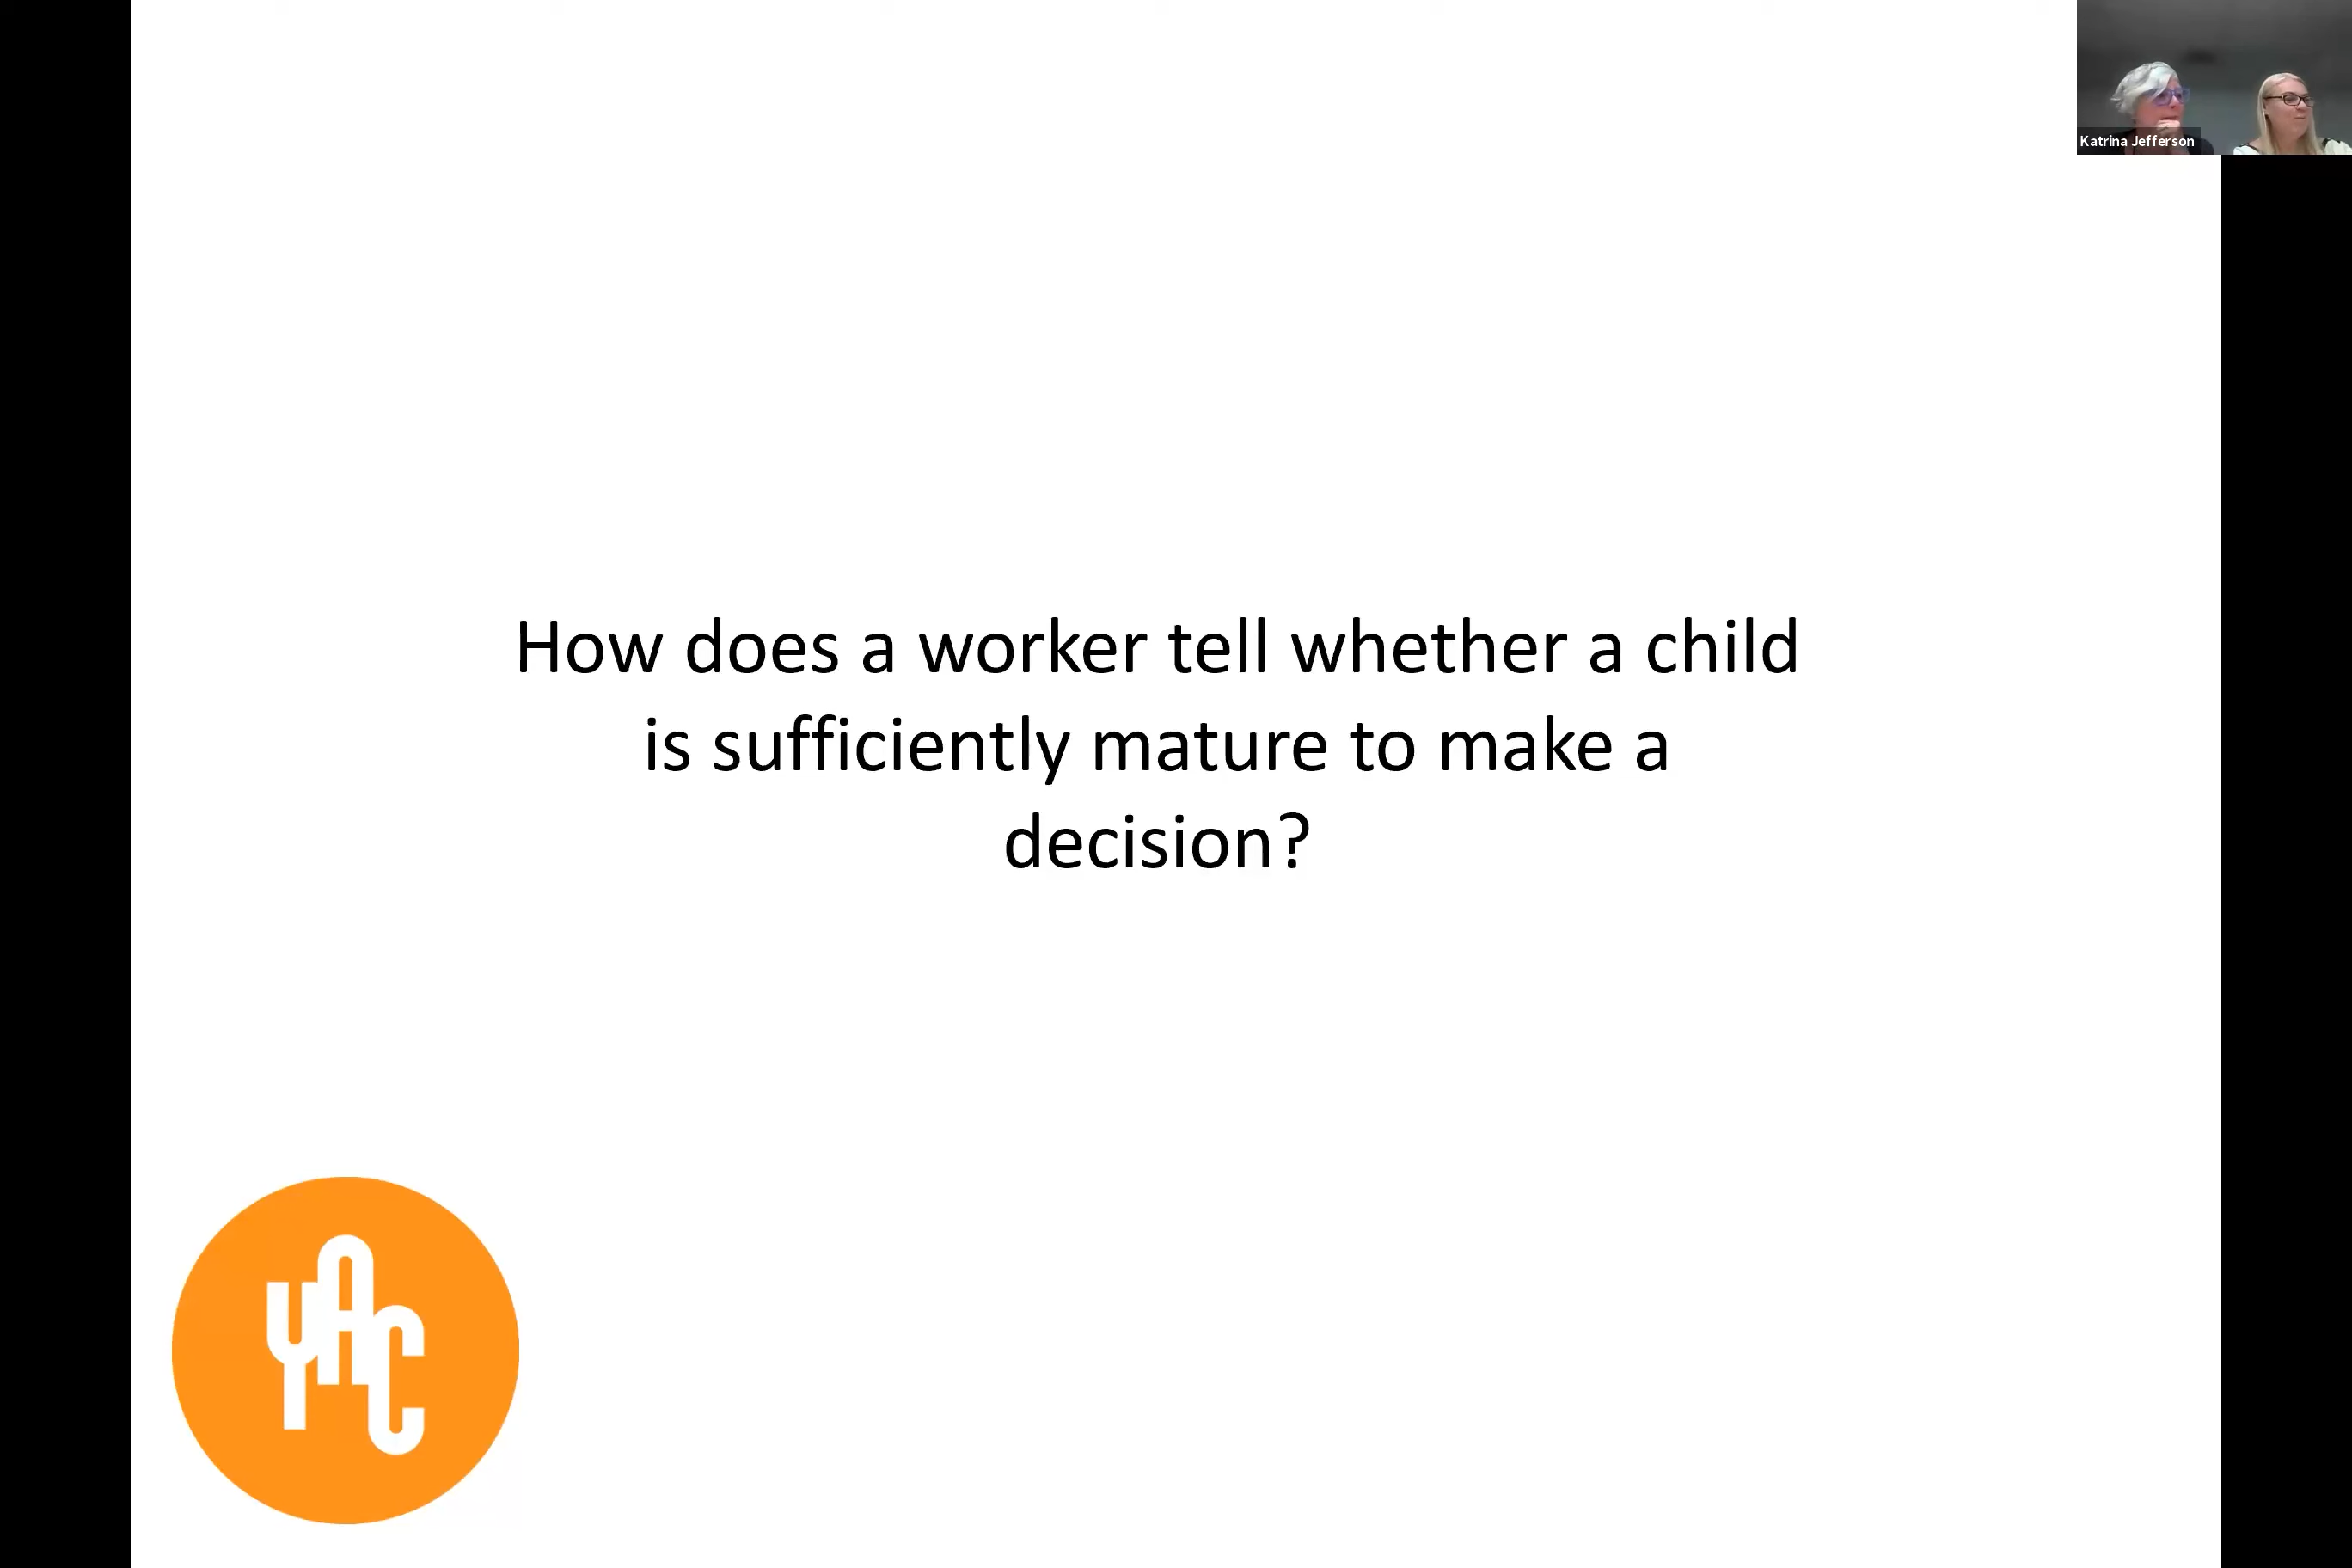 Katrina Jefferson
How does a worker tell whether a child
is sufficiently mature to make a
decision?
YAC